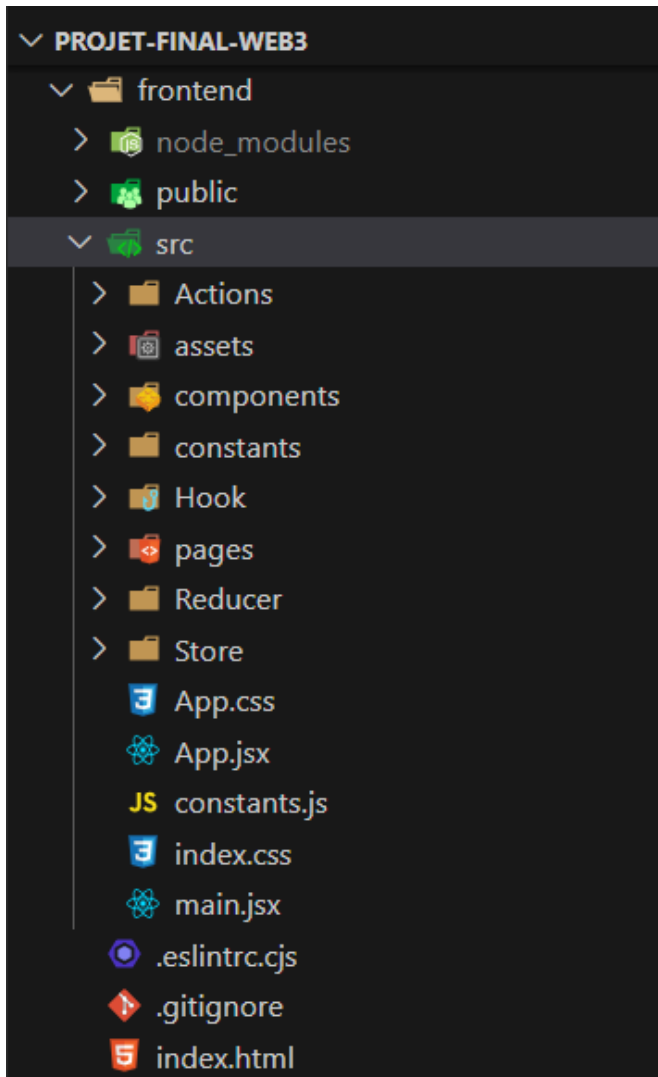 PROJET-FINAL-WEB3
frontend
node_modules
public
src
Actions
assets
components
constants
Hook
pages
Reducer
Store
App.css
App.jsx
JS constants.js
index.css
main.jsx
.eslintrc.cjs
.gitignore
index.html